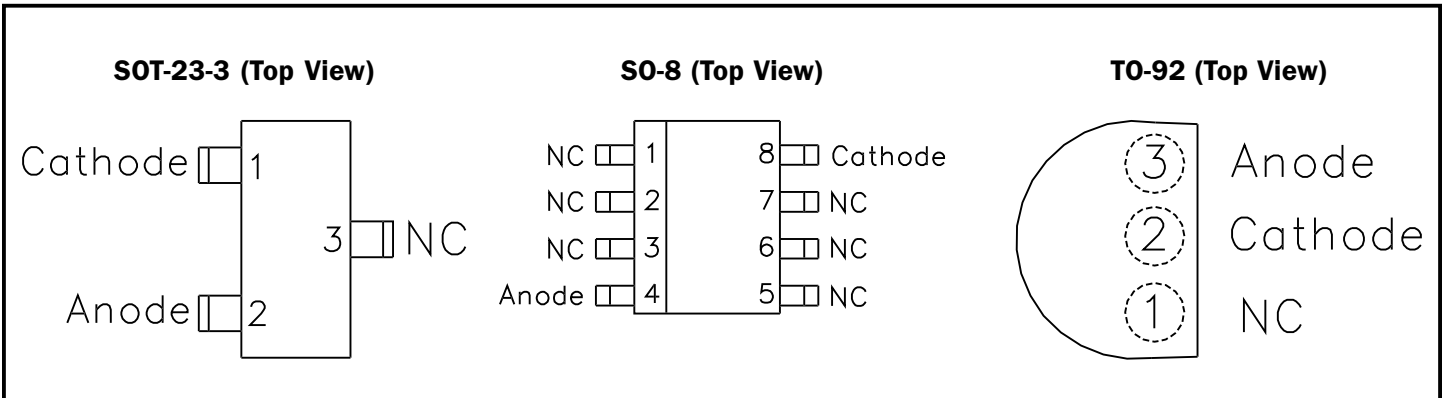 SOT-23-3 (Top View)
Cathode 1
3 NC
Anode 2
SO-8 (Top View)
NC 1 8 Cathode
NC 2 7 NC
NC 3 6 NC
Anode 4 5 NC
TO-92 (Top View)
3 Anode
2 Cathode
1 NC